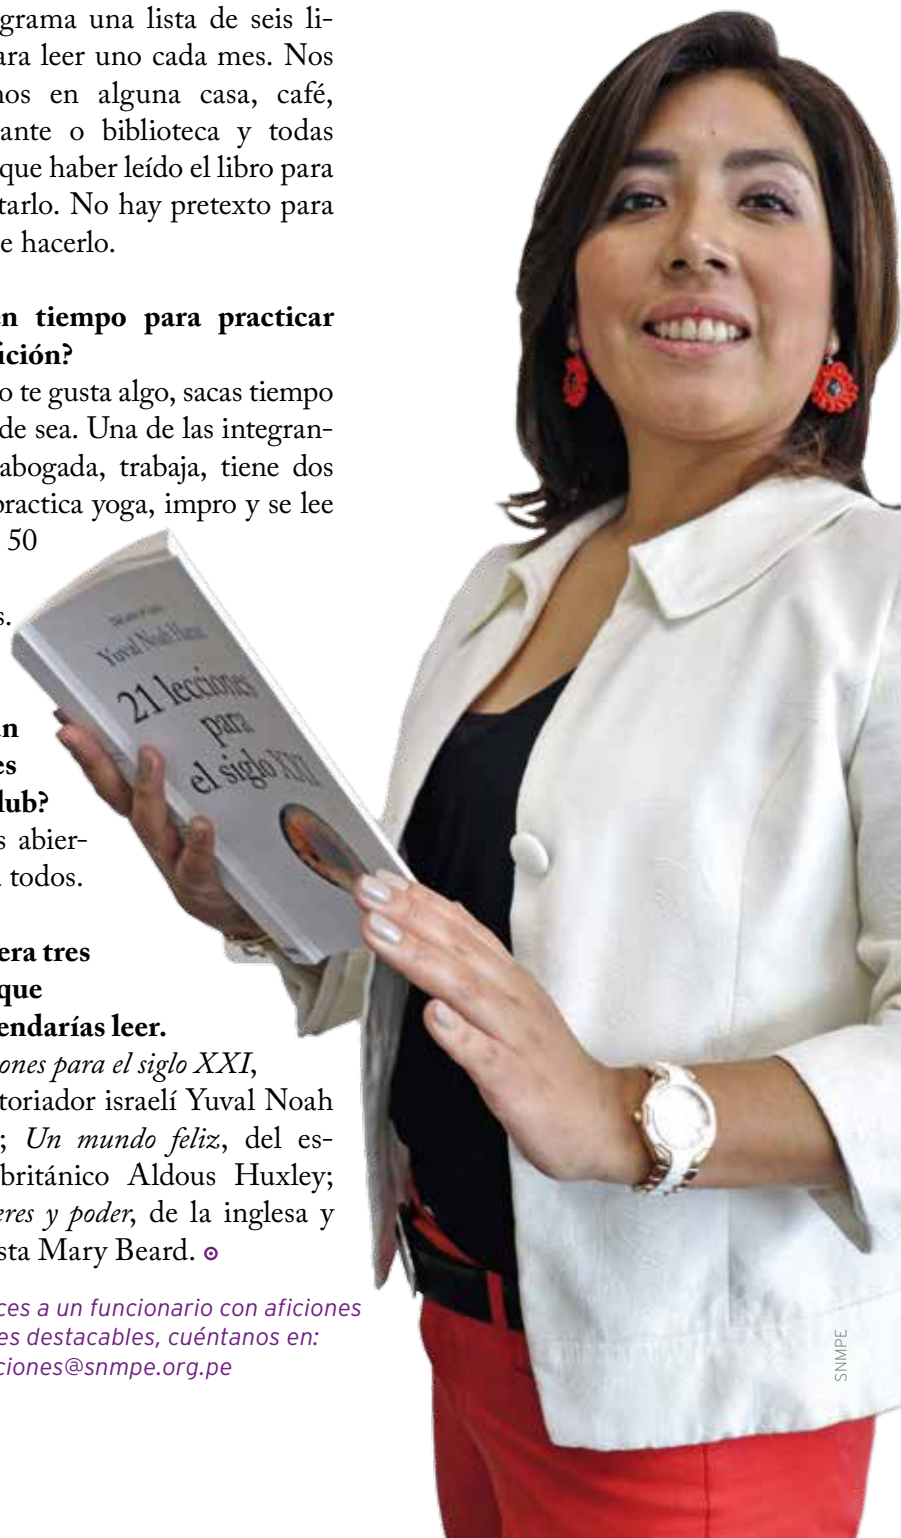 grama una lista de seis li-
ara leer uno cada mes. Nos
nos en alguna casa, café,
ante o biblioteca y todas
que haber leído el libro para
tarlo. No hay pretexto para
e hacerlo.
en tiempo para practicar
ición?
o te gusta algo, sacas tiempo
de sea. Una de las integran-
abogada, trabaja, tiene dos
practica yoga, impro y se lee
50
s.
an
es
lub?
s abier-
a todos.
era tres
que
endarías leer.
ones para el siglo XXI,
toriador israelí Yuval Noah
; Un mundo feliz, del es-
británico Aldous Huxley;
eres y poder, de la inglesa y
sta Mary Beard.
ces a un funcionario con aficiones
es destacables, cuéntanos en:
ciones@snmpe.org.pe
Yuval Noah Harari
21 lecciones
para
el siglo XXI
SNMPE